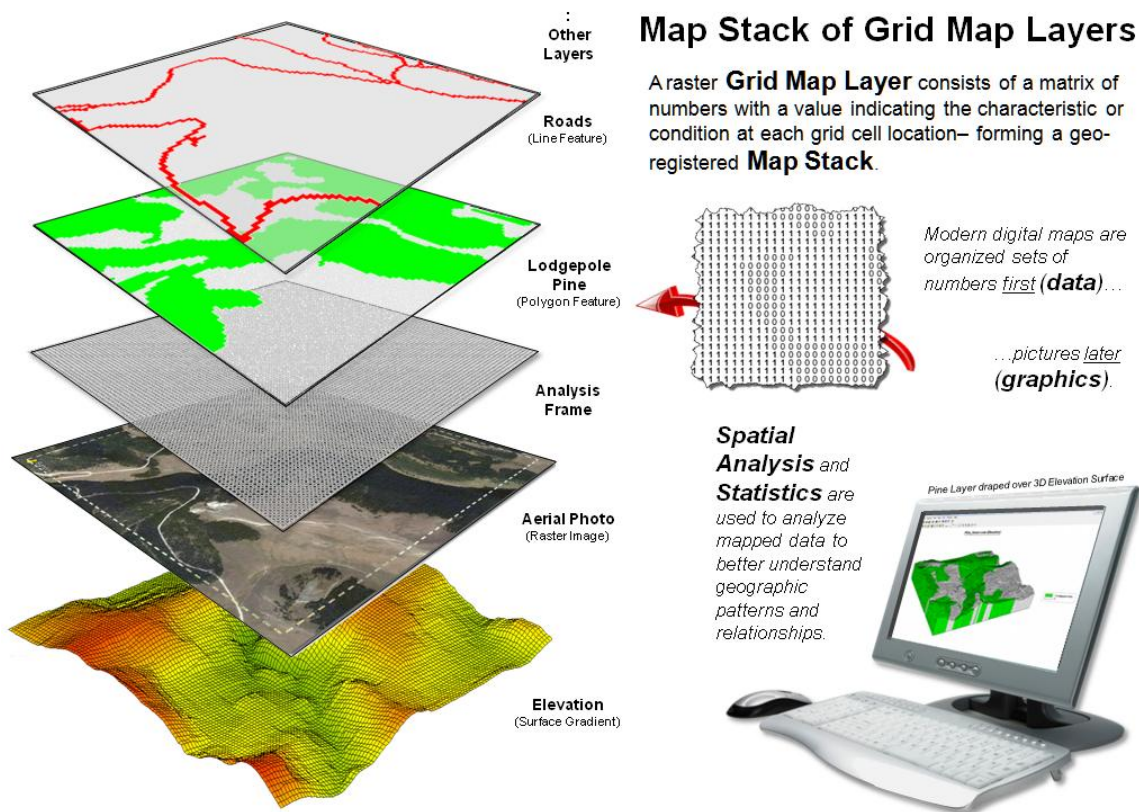 Map Stack of Grid Map Layers
A raster Grid Map Layer consists of a matrix of
numbers with a value indicating the characteristic or
condition at each grid cell location– forming a geo-
registered Map Stack.
:
Other
Layers
Roads
(Line Feature)
Lodgepole
Pine
(Polygon Feature)
Analysis
Frame
Aerial Photo
(Raster Image)
Elevation
(Surface Gradient)
Modern digital maps are
organized sets of
numbers first (data)…
…pictures later
(graphics).
Spatial
Analysis and
Statistics are
used to analyze
mapped data to
better understand
geographic
patterns and
relationships.
Pine Layer draped over 3D Elevation Surface